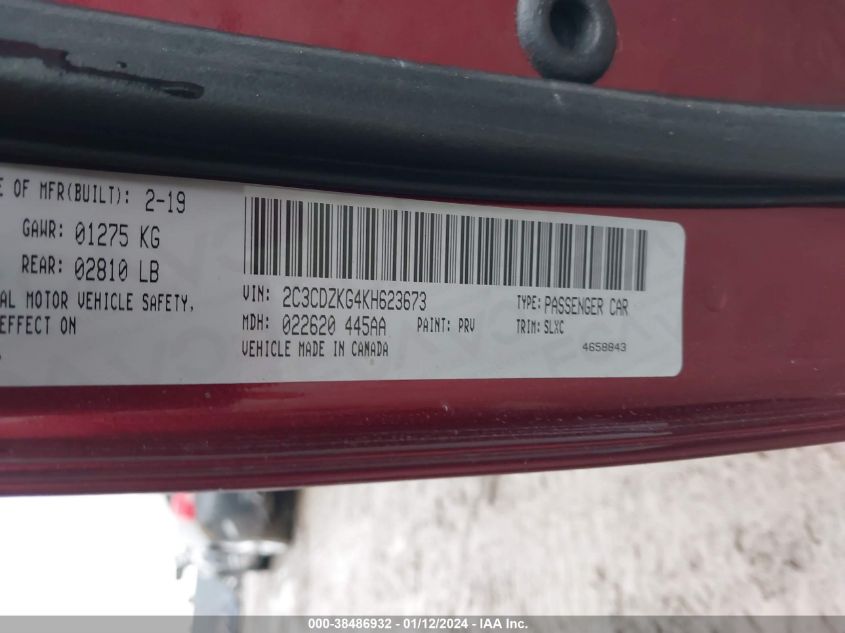 E OF MFR(BUILT): 2-19
GAWR: 01275 KG
REAR: 02810 LB
AL MOTOR VEHICLE SAFETY,
EFFECT ON
VIN: 2C3CDZKG4KH623673
TYPE: PASSENGER CAR
MDH: 022620 445AA
PAINT: PRV
TRIM: SLXC
VEHICLE MADE IN CANADA
4658843
000-38486932 - 01/12/2024 - IAA Inc.